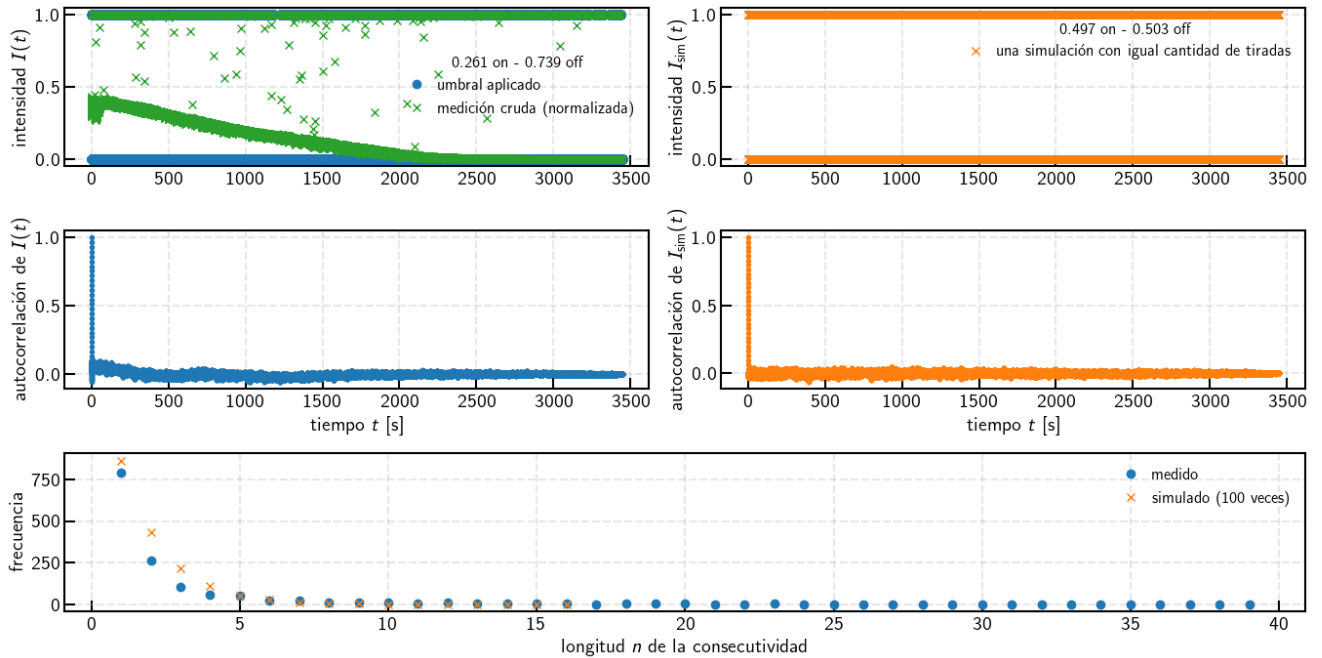 intensidad I(t)
1.0
0.5
0.0
0.261 on - 0.739 off
umbral aplicado
medición cruda (normalizada)
0 500 1000 1500 2000 2500 3000 3500
intensidad I_sim(t)
1.0
0.5
0.0
0.497 on - 0.503 off
una simulación con igual cantidad de tiradas
0 500 1000 1500 2000 2500 3000 3500
autocorrelación de I(t)
1.0
0.5
0.0
0 500 1000 1500 2000 2500 3000 3500
tiempo t [s]
autocorrelación de I_sim(t)
1.0
0.5
0.0
0 500 1000 1500 2000 2500 3000 3500
tiempo t [s]
frecuencia
750
500
250
0
medido
simulado (100 veces)
0 5 10 15 20 25 30 35 40
longitud n de la consecutividad